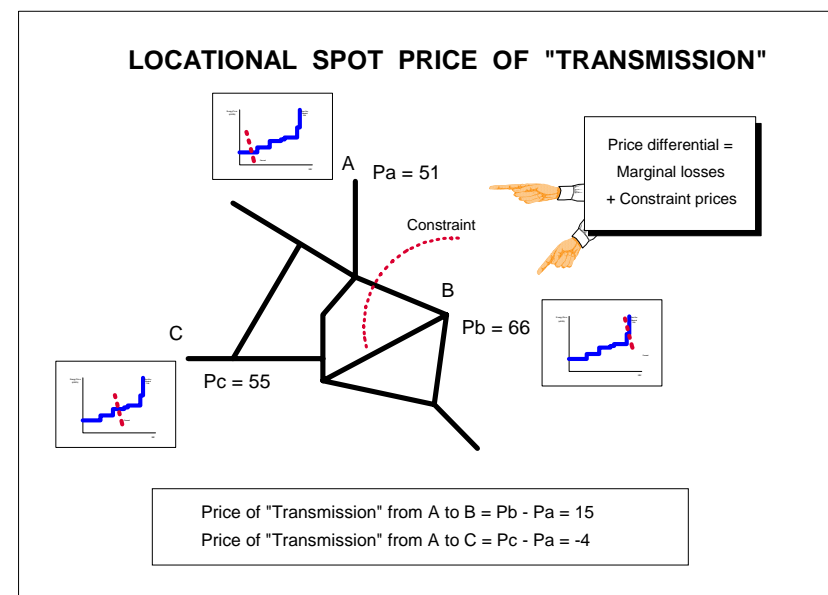 LOCATIONAL SPOT PRICE OF "TRANSMISSION"
A
Pa = 51
Price differential =
Marginal losses
+ Constraint prices
Constraint
B
Pb = 66
C
Pc = 55
Price of "Transmission" from A to B = Pb - Pa = 15
Price of "Transmission" from A to C = Pc - Pa = -4